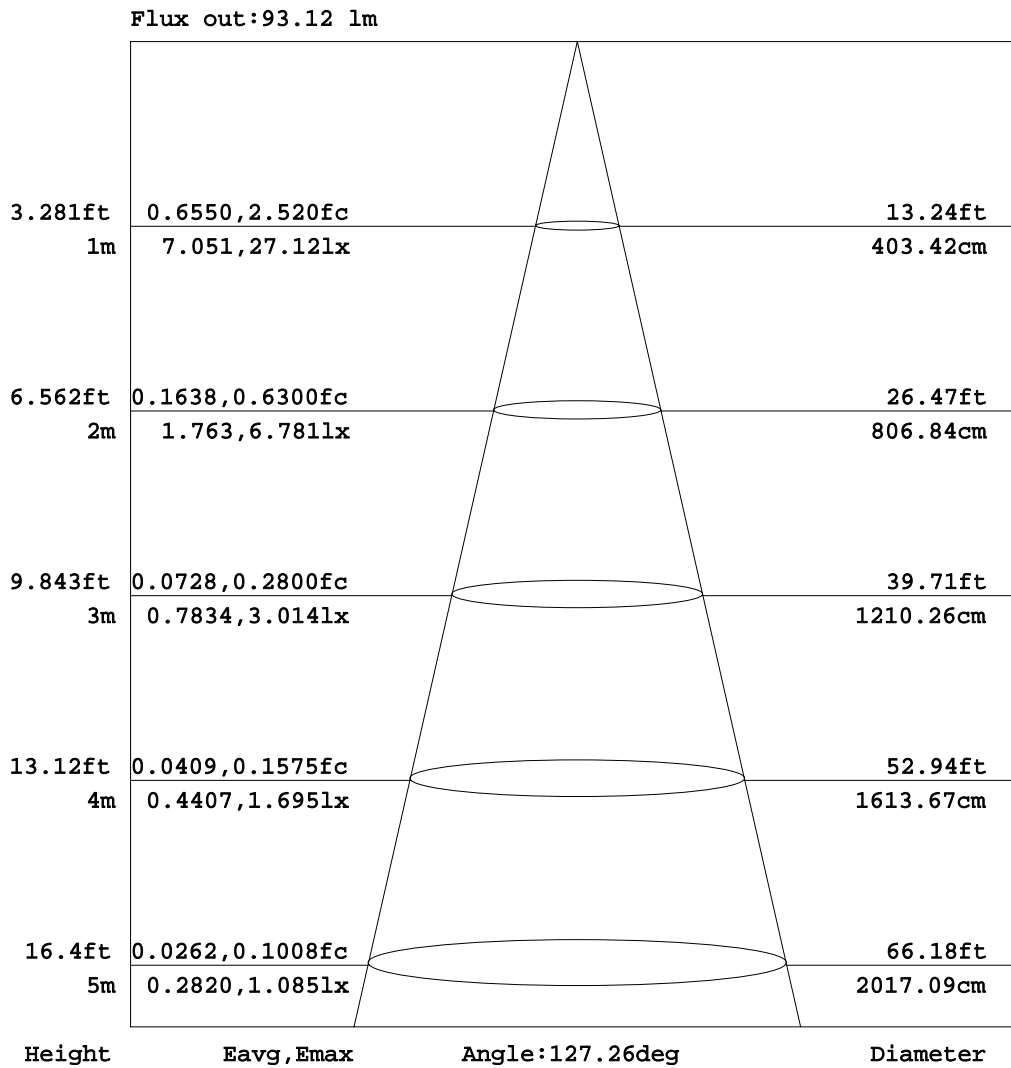 Flux out:93.12 lm
3.281ft 0.6550,2.520fc 13.24ft
1m 7.051,27.12lx 403.42cm
6.562ft 0.1638,0.6300fc 26.47ft
2m 1.763,6.781lx 806.84cm
9.843ft 0.0728,0.2800fc 39.71ft
3m 0.7834,3.014lx 1210.26cm
13.12ft 0.0409,0.1575fc 52.94ft
4m 0.4407,1.695lx 1613.67cm
16.4ft 0.0262,0.1008fc 66.18ft
5m 0.2820,1.085lx 2017.09cm
Height Eavg,Emax Angle:127.26deg Diameter